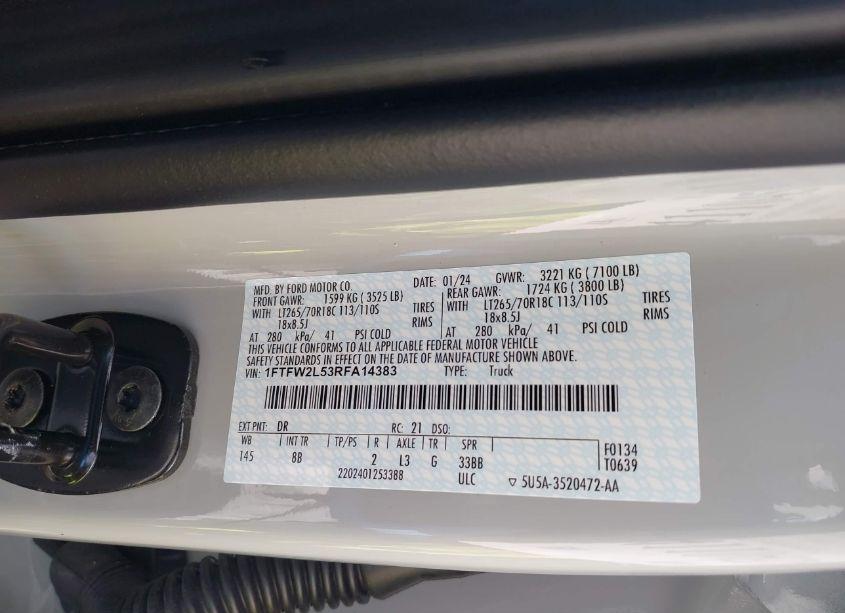 MFD. BY FORD MOTOR CO. DATE: 01/24 GVWR: 3221 KG ( 7100 LB)
FRONT GAWR: 1599 KG ( 3525 LB) REAR GAWR: 1724 KG ( 3800 LB)
WITH LT265/70R18C 113/110S TIRES WITH LT265/70R18C 113/110S TIRES
18x8.5J RIMS 18x8.5J RIMS
AT 280 kPa/ 41 PSI COLD AT 280 kPa/ 41 PSI COLD
THIS VEHICLE CONFORMS TO ALL APPLICABLE FEDERAL MOTOR VEHICLE
SAFETY STANDARDS IN EFFECT ON THE DATE OF MANUFACTURE SHOWN ABOVE.
VIN: 1FTFW2L53RFA14383 TYPE: Truck
EXT PNT: DR RC: 21 DSO:
WB INT TR TP/PS R AXLE TR SPR F0134
145 8B 2 L3 G 33BB T0639
2202401253388 ULC ▽ 5U5A-3520472-AA